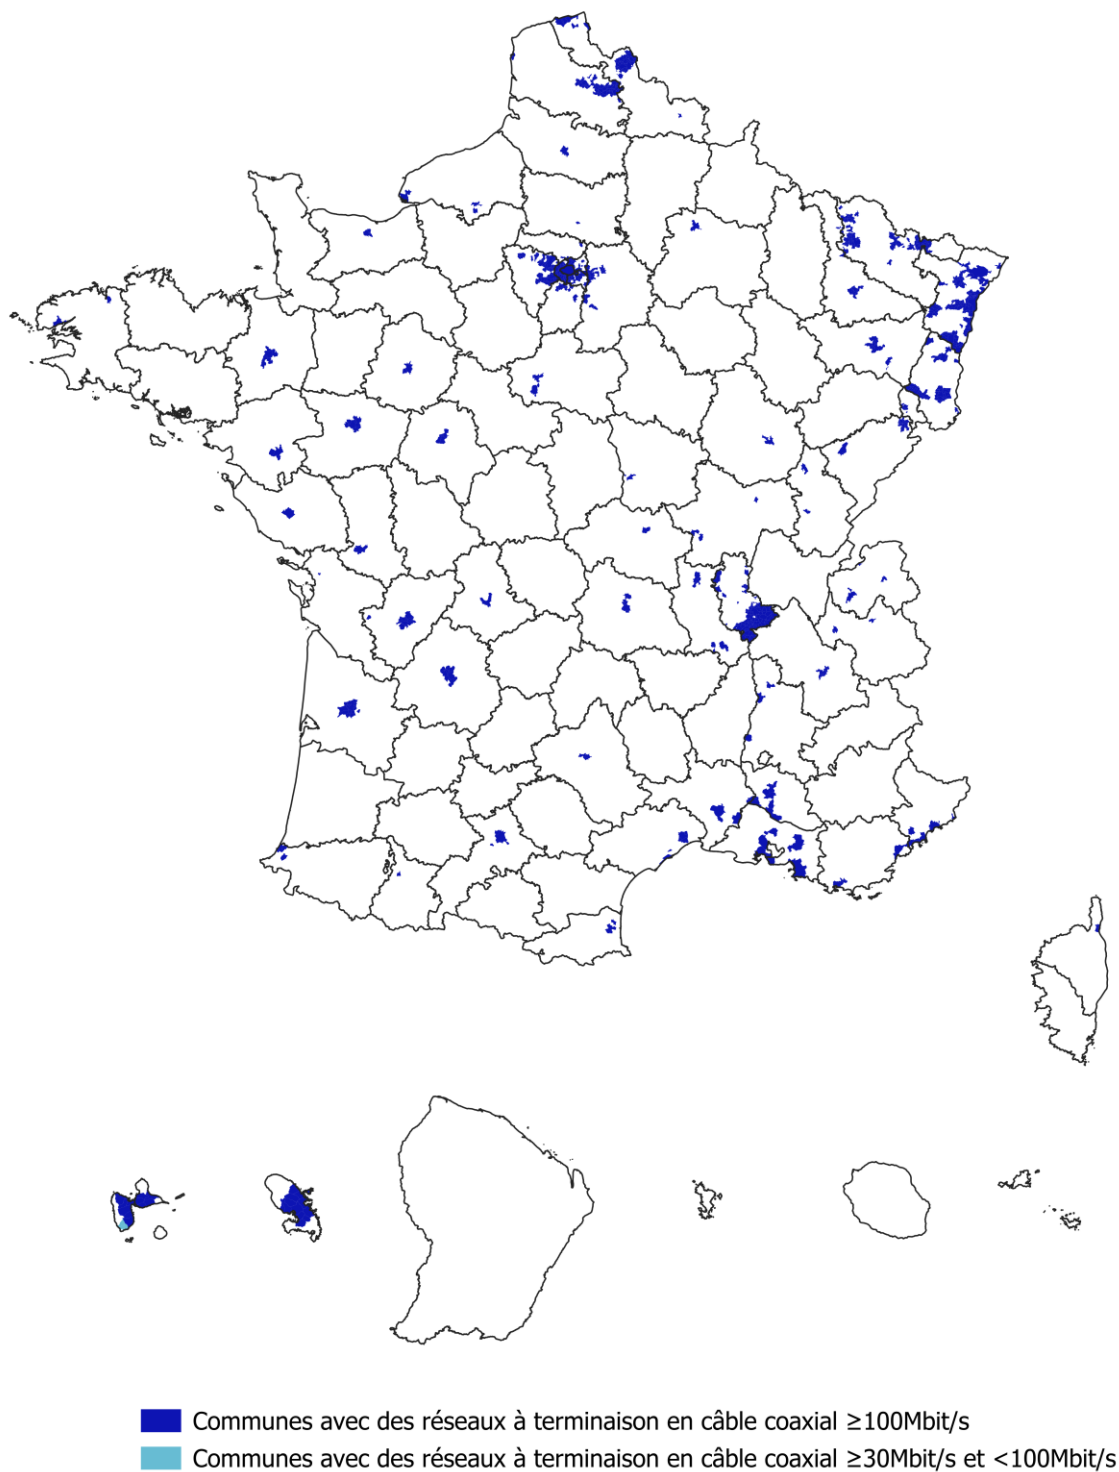 Communes avec des réseaux à terminaison en câble coaxial ≥100Mbit/s
Communes avec des réseaux à terminaison en câble coaxial ≥30Mbit/s et <100Mbit/s